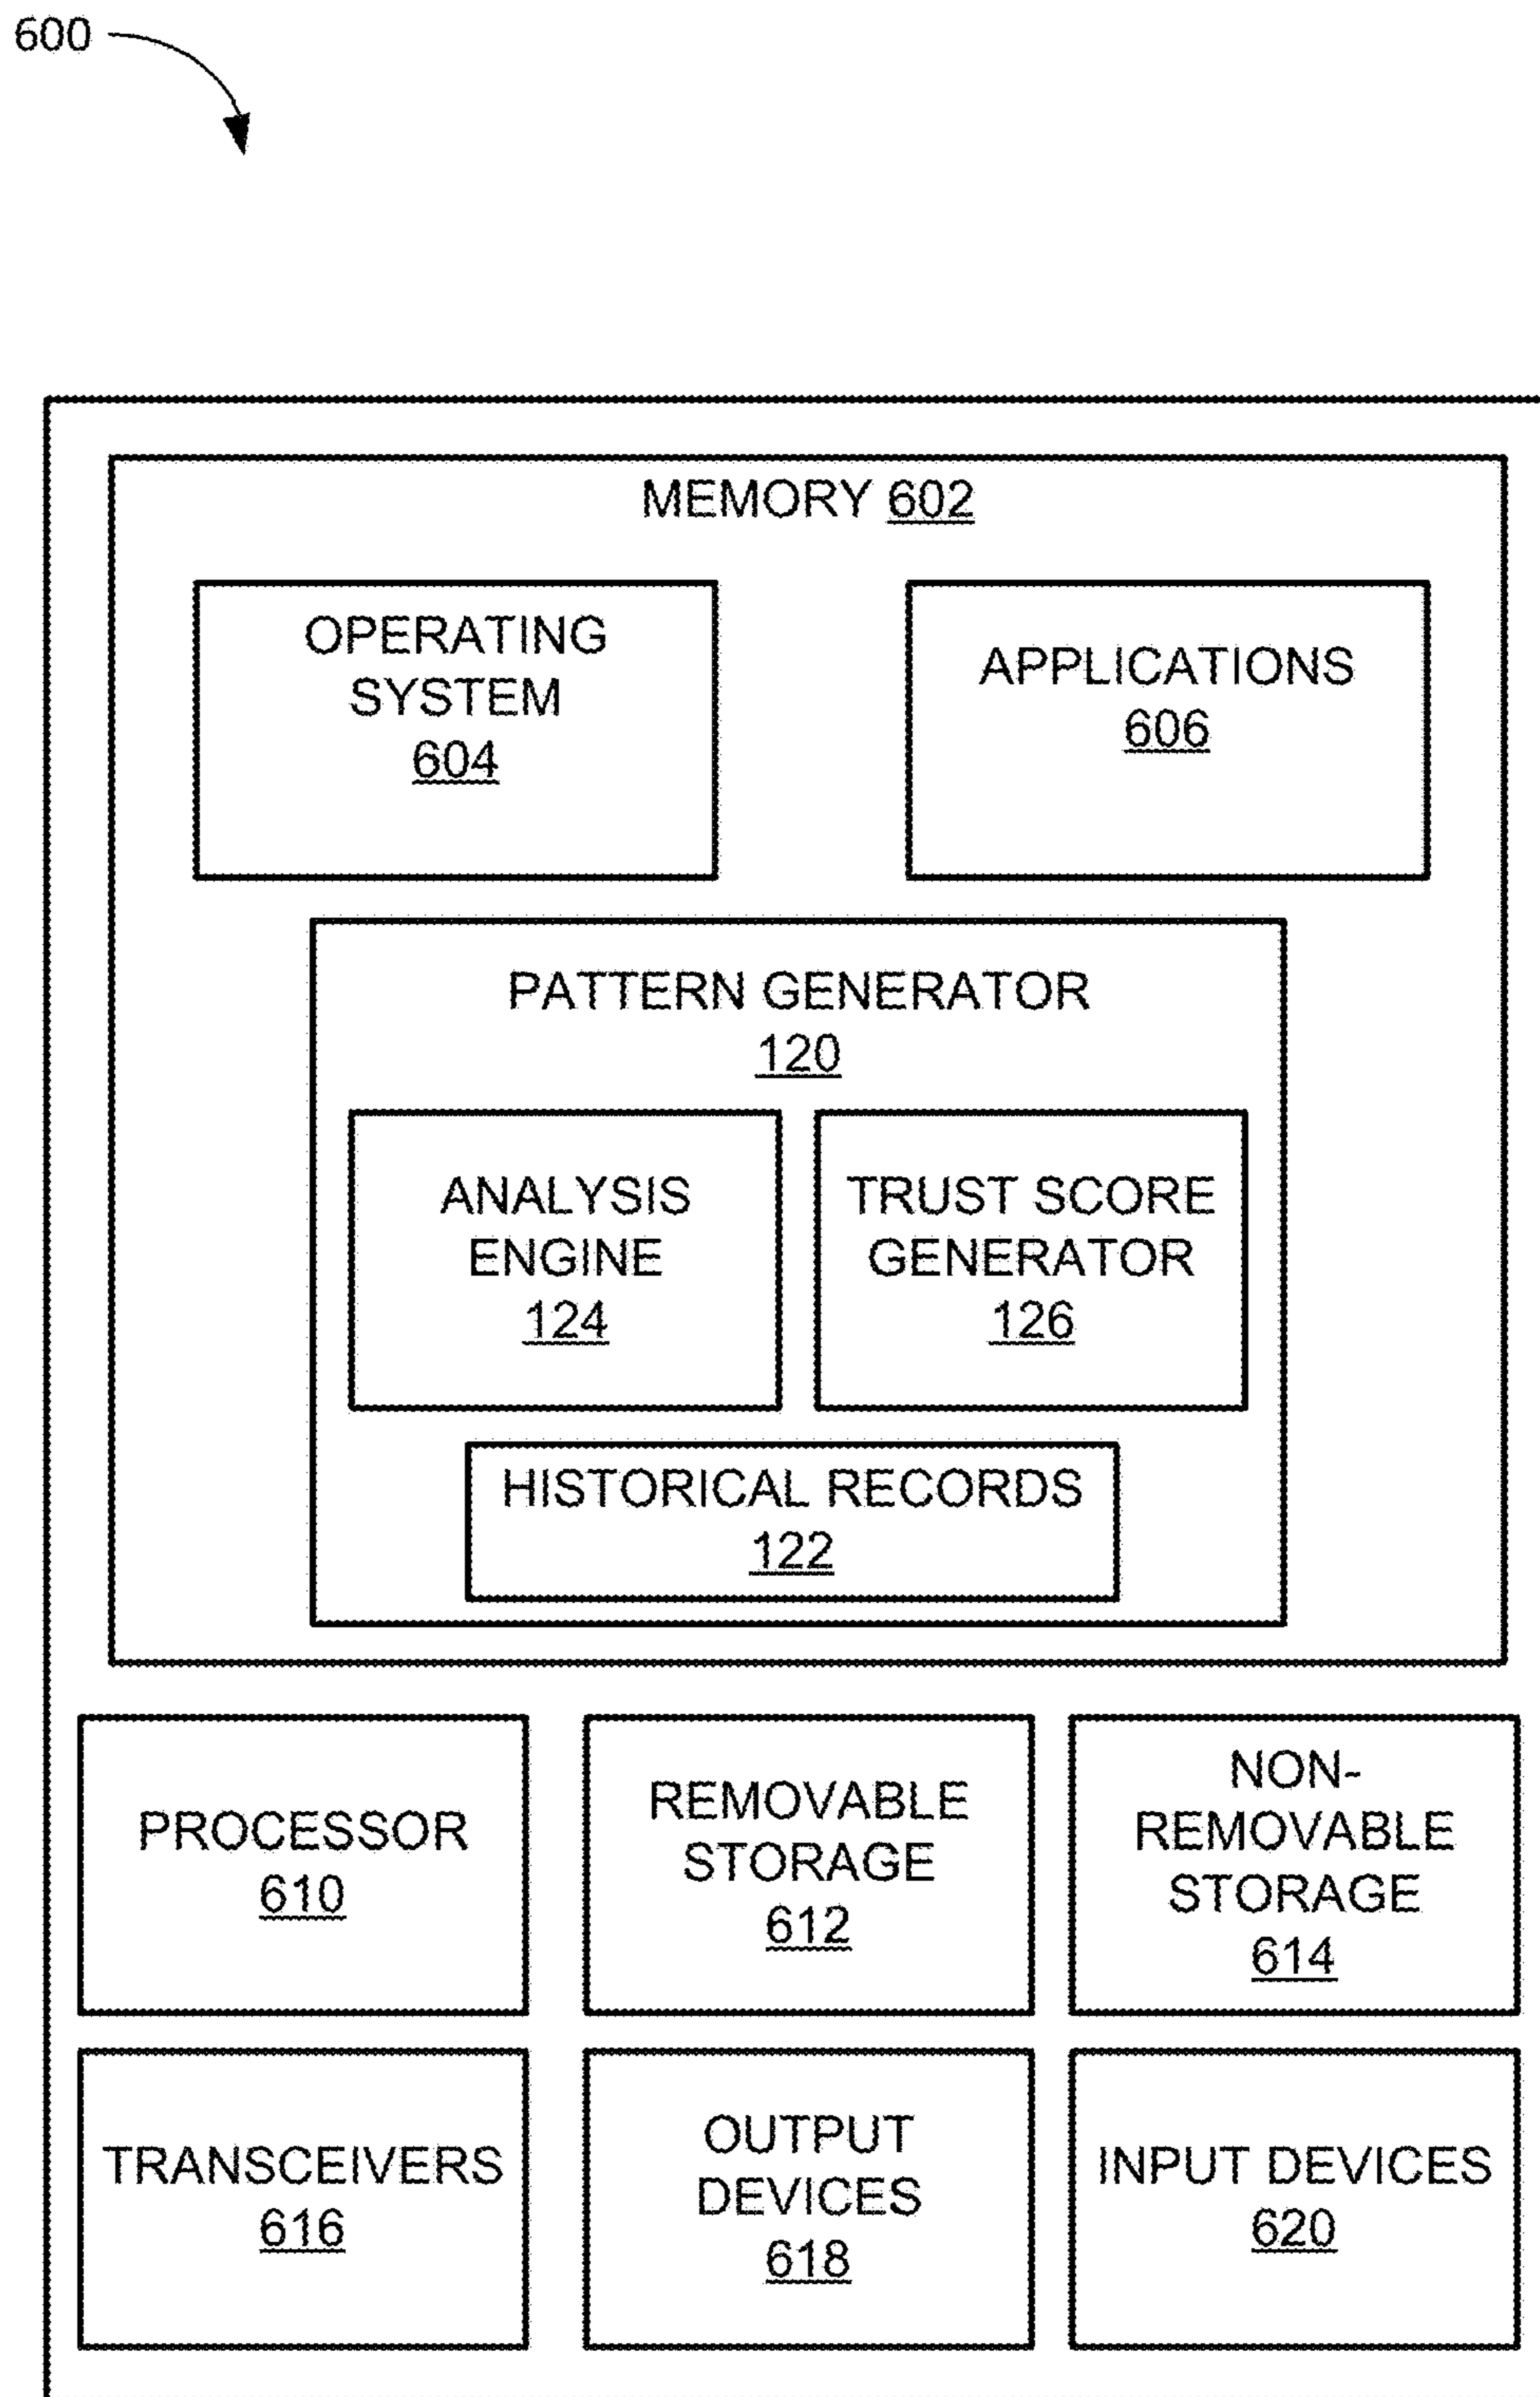 600
MEMORY 602
OPERATING
SYSTEM
604
APPLICATIONS
606
PATTERN GENERATOR
120
ANALYSIS
ENGINE
124
TRUST SCORE
GENERATOR
126
HISTORICAL RECORDS
122
PROCESSOR
610
REMOVABLE
STORAGE
612
NON-
REMOVABLE
STORAGE
614
TRANSCEIVERS
616
OUTPUT
DEVICES
618
INPUT DEVICES
620